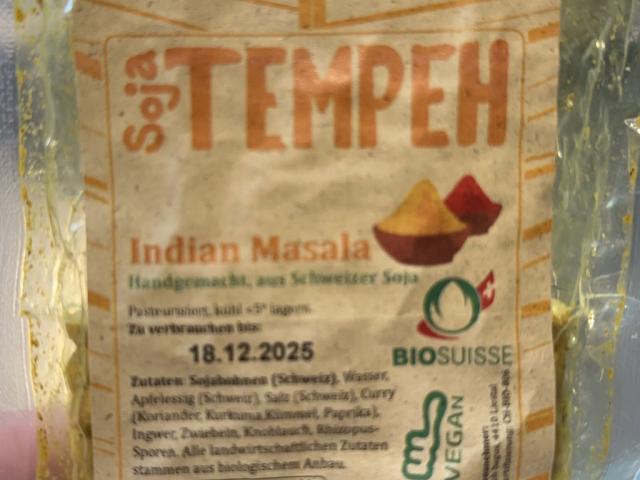 Soja
TEMPEH
Indian Masala
Handgemacht, aus Schweizer Soja
Pasteurisiert, kühl <5° lagern.
Zu verbrauchen bis:
18.12.2025
BIOSUISSE
Zutaten: Sojabohnen (Schweiz), Wasser,
Apfelessig (Schweiz), Salz (Schweiz), Curry
(Koriander, Kurkuma, Kümmel, Paprika),
Ingwer, Zwiebeln, Knoblauch, Rhizopus-
Sporen. Alle landwirtschaftlichen Zutaten
stammen aus biologischem Anbau.
VEGAN
4410 Liestal